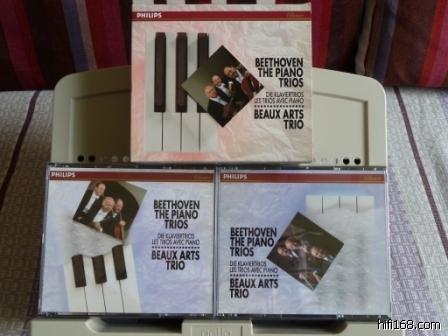 PHILIPS
BEETHOVEN
THE PIANO
TRIOS
DIE KLAVIERTRIOS
LES TRIOS AVEC PIANO
BEAUX ARTS
TRIO
PHILIPS
BEETHOVEN
THE PIANO
TRIOS
DIE KLAVIERTRIOS
LES TRIOS AVEC PIANO
BEAUX ARTS
TRIO
PHILIPS
BEETHOVEN
THE PIANO
TRIOS
DIE KLAVIERTRIOS
LES TRIOS AVEC PIANO
BEAUX ARTS
TRIO
hifi168.com